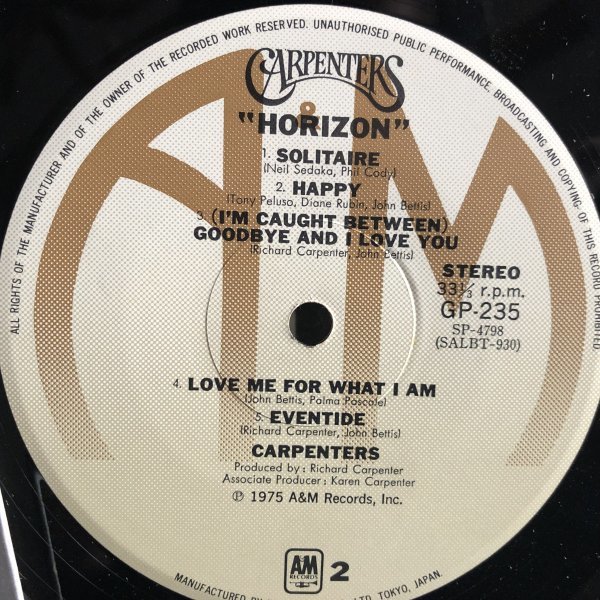 ALL RIGHTS OF THE MANUFACTURER AND OF THE OWNER OF THE RECORDED WORK RESERVED. UNAUTHORISED PUBLIC PERFORMANCE, BROADCASTING AND COPYING OF THIS RECORD PROHIBITED.
CARPENTERS
A&M
"HORIZON"
1. SOLITAIRE
(Neil Sedaka, Phil Cody)
2. HAPPY
(Tony Peluso, Diane Rubin, John Bettis)
3. (I'M CAUGHT BETWEEN)
GOODBYE AND I LOVE YOU
(Richard Carpenter, John Bettis)
STEREO
33⅓ r.p.m.
GP-235
SP-4798
(SALBT-930)
4. LOVE ME FOR WHAT I AM
(John Bettis, Palma Pascale)
5. EVENTIDE
(Richard Carpenter, John Bettis)
CARPENTERS
Produced by: Richard Carpenter
Associate Producer: Karen Carpenter
℗ 1975 A&M Records, Inc.
AM
RECORDS
2
MANUFACTURED LTD. TOKYO, JAPAN.